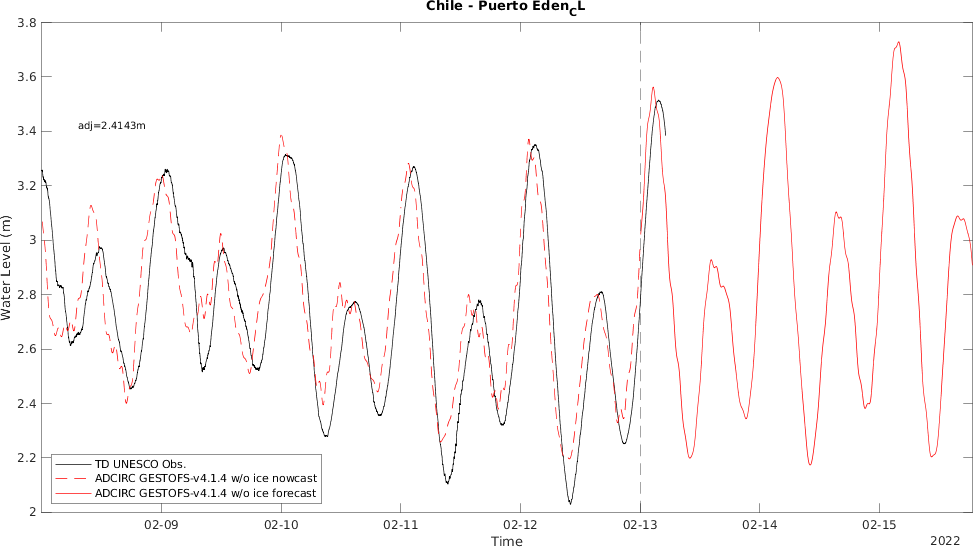 Chile - Puerto Eden_CL
3.8
3.6
3.4
3.2
3
2.8
2.6
2.4
2.2
2
Water Level (m)
adj=2.4143m
TD UNESCO Obs.
ADCIRC GESTOFS-v4.1.4 w/o ice nowcast
ADCIRC GESTOFS-v4.1.4 w/o ice forecast
02-09 02-10 02-11 02-12 02-13 02-14 02-15
Time
2022